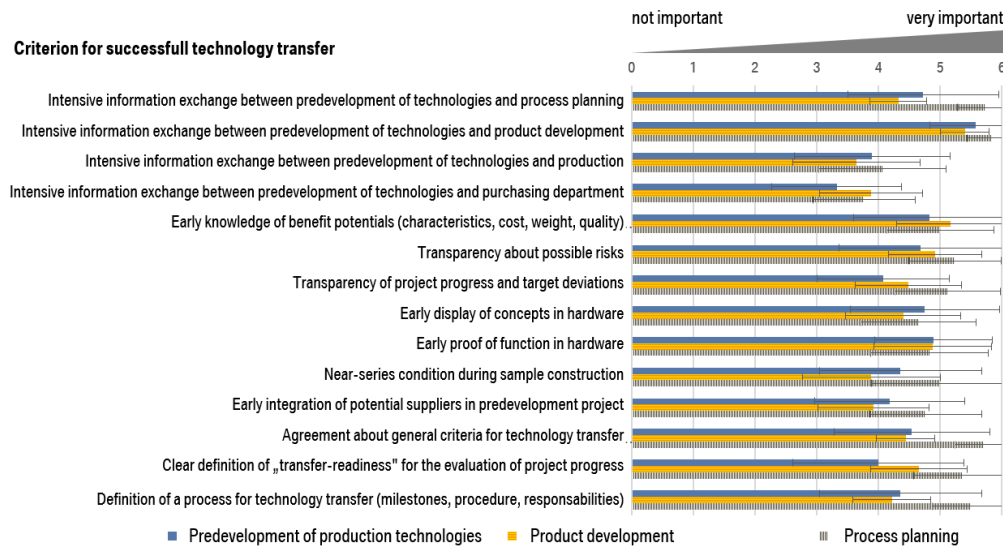 not important very important
Criterion for successfull technology transfer
0 1 2 3 4 5 6
Intensive information exchange between predevelopment of technologies and process planning
Intensive information exchange between predevelopment of technologies and product development
Intensive information exchange between predevelopment of technologies and production
Intensive information exchange between predevelopment of technologies and purchasing department
Early knowledge of benefit potentials (characteristics, cost, weight, quality)
Transparency about possible risks
Transparency of project progress and target deviations
Early display of concepts in hardware
Early proof of function in hardware
Near-series condition during sample construction
Early integration of potential suppliers in predevelopment project
Agreement about general criteria for technology transfer
Clear definition of „transfer-readiness" for the evaluation of project progress
Definition of a process for technology transfer (milestones, procedure, responsabilities)
Predevelopment of production technologies Product development Process planning